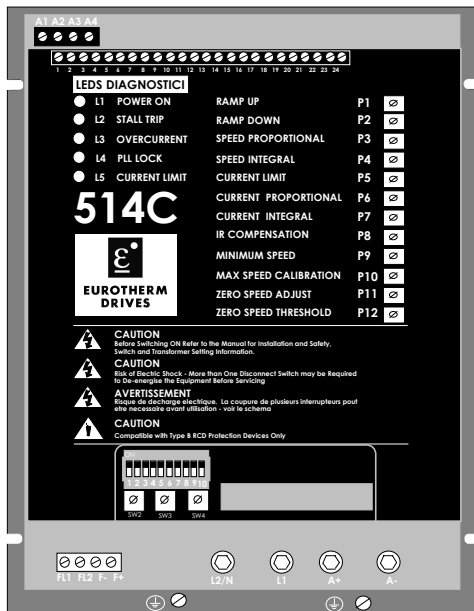 A1 A2 A3 A4
1 2 3 4 5 6 7 8 9 10 11 12 13 14 15 16 17 18 19 20 21 22 23 24
LEDS DIAGNOSTICI
L1 POWER ON
L2 STALL TRIP
L3 OVERCURRENT
L4 PLL LOCK
L5 CURRENT LIMIT
RAMP UP P1
RAMP DOWN P2
SPEED PROPORTIONAL P3
SPEED INTEGRAL P4
CURRENT LIMIT P5
CURRENT PROPORTIONAL P6
CURRENT INTEGRAL P7
IR COMPENSATION P8
MINIMUM SPEED P9
MAX SPEED CALIBRATION P10
ZERO SPEED ADJUST P11
ZERO SPEED THRESHOLD P12
514C
ε
EUROTHERM
DRIVES
CAUTION
Before Switching ON Refer to the Manual for Installation and Safety,
Switch and Transformer Setting Information.
CAUTION
Risk of Electric Shock - More than One Disconnect Switch may be Required
to De-energise the Equipment Before Servicing
AVERTISSEMENT
Risque de decharge electrique. La coupure de plusieurs interrupteurs pout
etre necessaire avant utilisation - voir le schema
CAUTION
Compatible with Type B RCD Protection Devices Only
ON
1 2 3 4 5 6 7 8 9 10
SW2 SW3 SW4
FL1 FL2 F- F+
L2/N L1 A+ A-